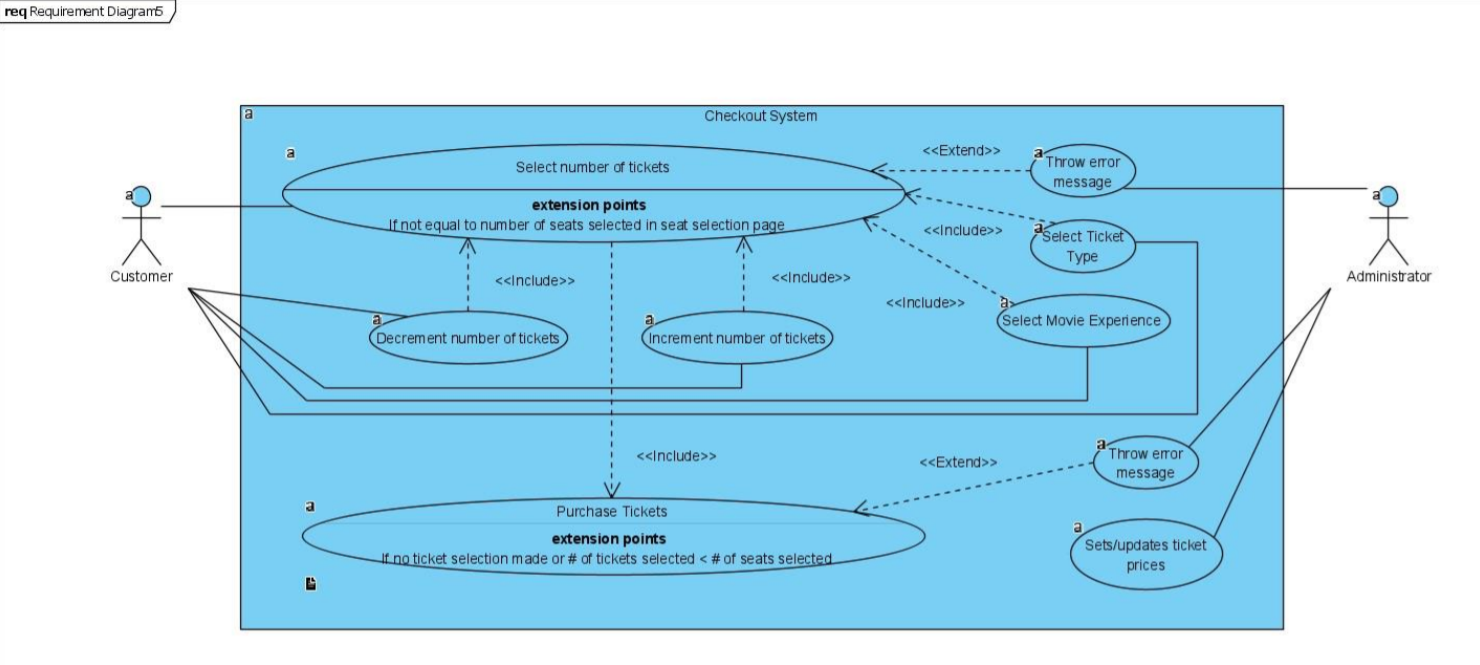 req Requirement Diagram5
a
Checkout System
a
Select number of tickets
extension points
If not equal to number of seats selected in seat selection page
<<Extend>>
a
Throw error
message
a
Customer
a
Administrator
<<Include>>
a
Select Ticket
Type
<<Include>>
<<Include>>
<<Include>>
a
Select Movie Experience
a
Decrement number of tickets
a
Increment number of tickets
<<Include>>
<<Extend>>
a
Throw error
message
a
Purchase Tickets
extension points
If no ticket selection made or # of tickets selected < # of seats selected
a
Sets/updates ticket
prices